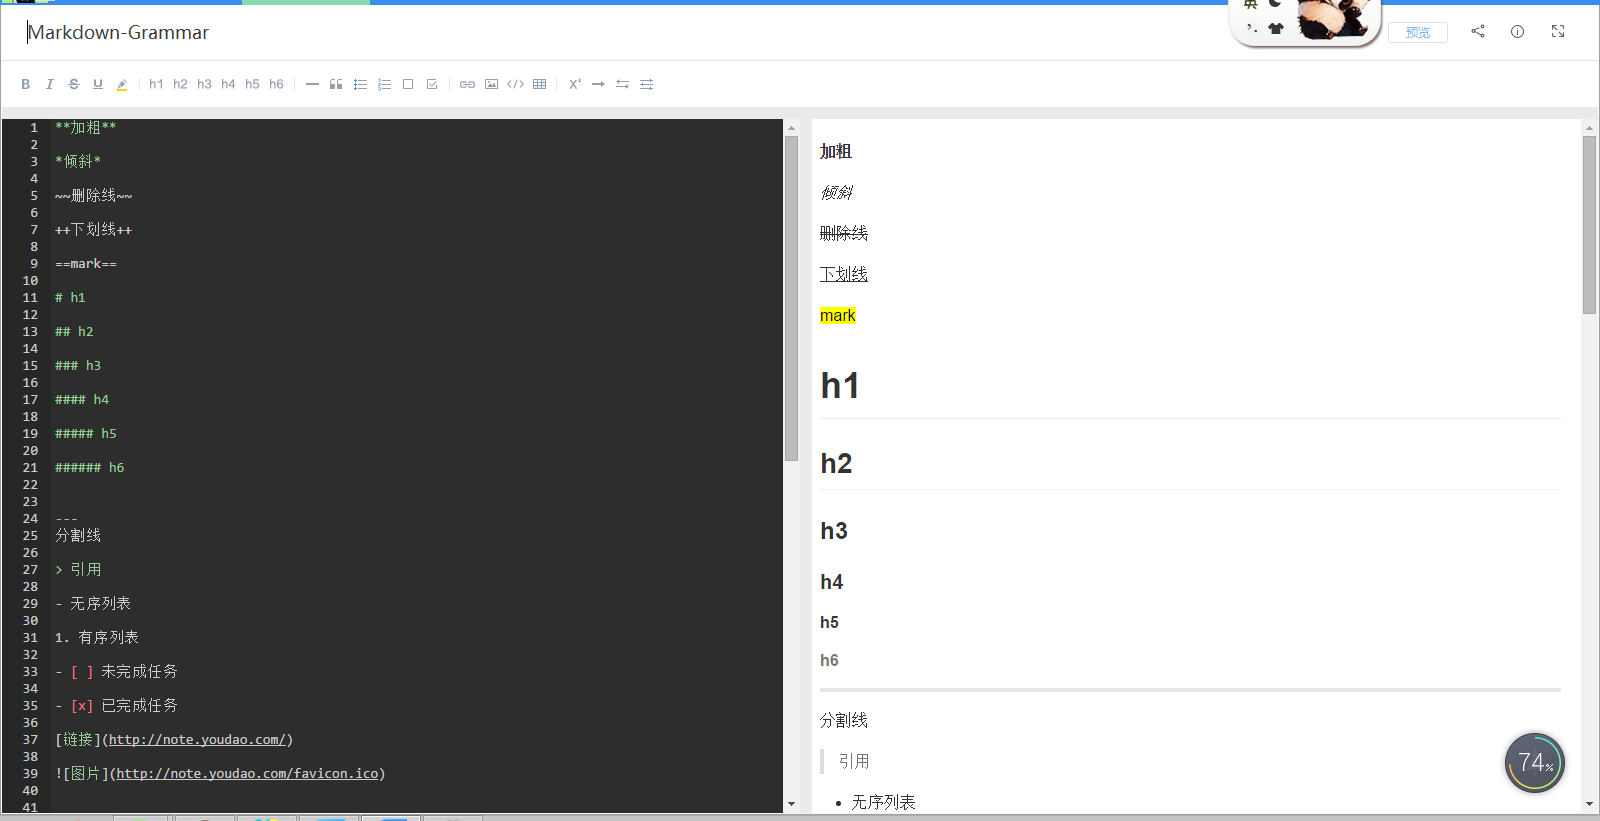 英
Markdown-Grammar
预览
B I S U h1 h2 h3 h4 h5 h6 X²
1 **加粗**
2
3 *倾斜*
4
5 ~~删除线~~
6
7 ++下划线++
8
9 ==mark==
10
11 # h1
12
13 ## h2
14
15 ### h3
16
17 #### h4
18
19 ##### h5
20
21 ###### h6
22
23
24 ---
25 分割线
26
27 > 引用
28
29 - 无序列表
30
31 1. 有序列表
32
33 - [ ] 未完成任务
34
35 - [x] 已完成任务
36
37 [链接](http://note.youdao.com/)
38
39 ![图片](http://note.youdao.com/favicon.ico)
40
41
加粗
倾斜
删除线
下划线
mark
h1
h2
h3
h4
h5
h6
分割线
引用
• 无序列表
74%